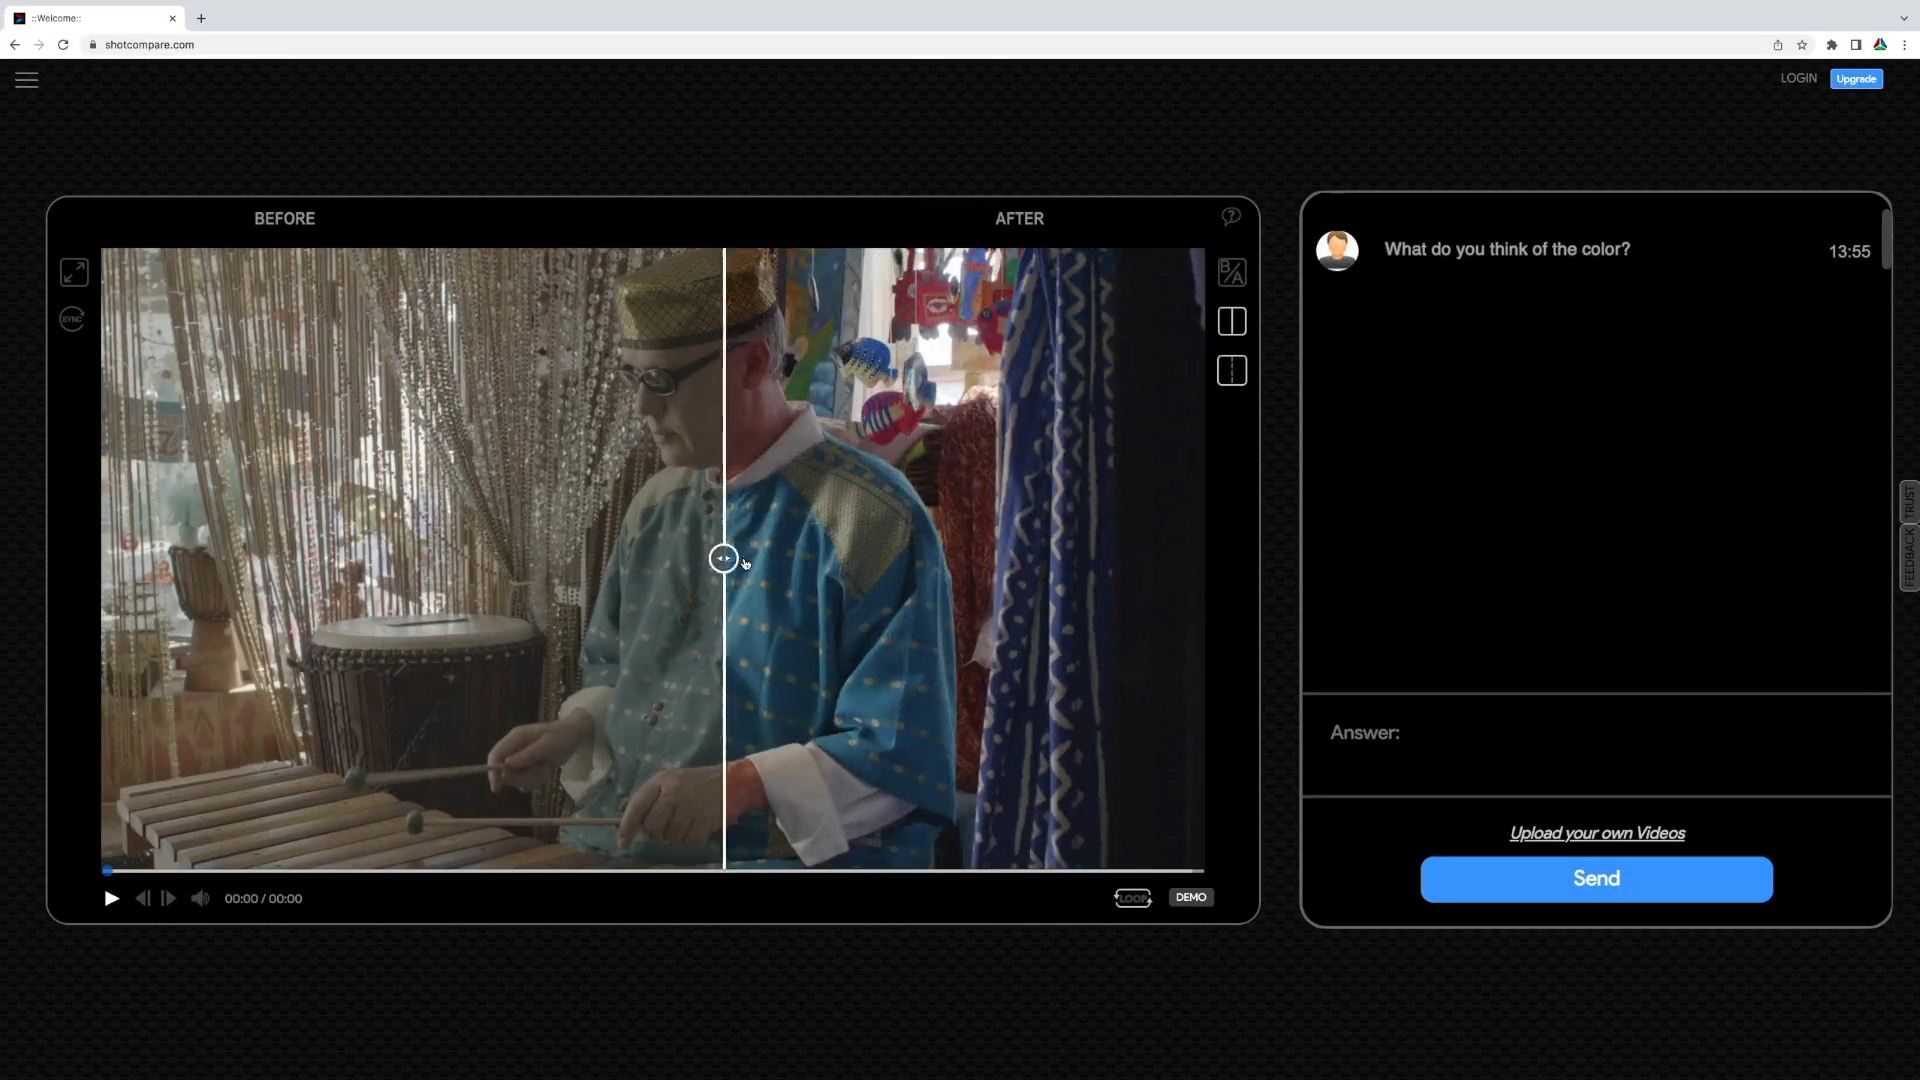 ::Welcome::
shotcompare.com
LOGIN
Upgrade
BEFORE
AFTER
B/A
SYNC
What do you think of the color?
13:55
TRUST
FEEDBACK
Answer:
Upload your own Videos
Send
00:00 / 00:00
LOOP
DEMO